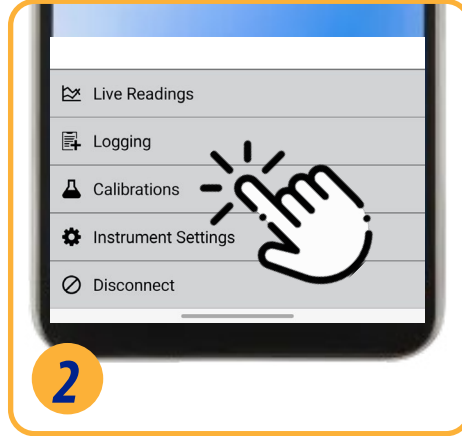 Live Readings
Logging
Calibrations
Instrument Settings
Disconnect
2